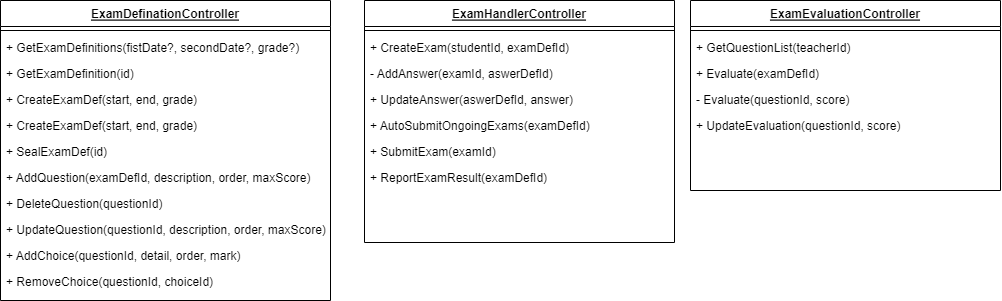 ExamDefinationController
+ GetExamDefinitions(fistDate?, secondDate?, grade?)
+ GetExamDefinition(id)
+ CreateExamDef(start, end, grade)
+ CreateExamDef(start, end, grade)
+ SealExamDef(id)
+ AddQuestion(examDefId, description, order, maxScore)
+ DeleteQuestion(questionId)
+ UpdateQuestion(questionId, description, order, maxScore)
+ AddChoice(questionId, detail, order, mark)
+ RemoveChoice(questionId, choiceId)
ExamHandlerController
+ CreateExam(studentId, examDefId)
- AddAnswer(examId, aswerDefId)
+ UpdateAnswer(aswerDefId, answer)
+ AutoSubmitOngoingExams(examDefId)
+ SubmitExam(examId)
+ ReportExamResult(examDefId)
ExamEvaluationController
+ GetQuestionList(teacherId)
+ Evaluate(examDefId)
- Evaluate(questionId, score)
+ UpdateEvaluation(questionId, score)